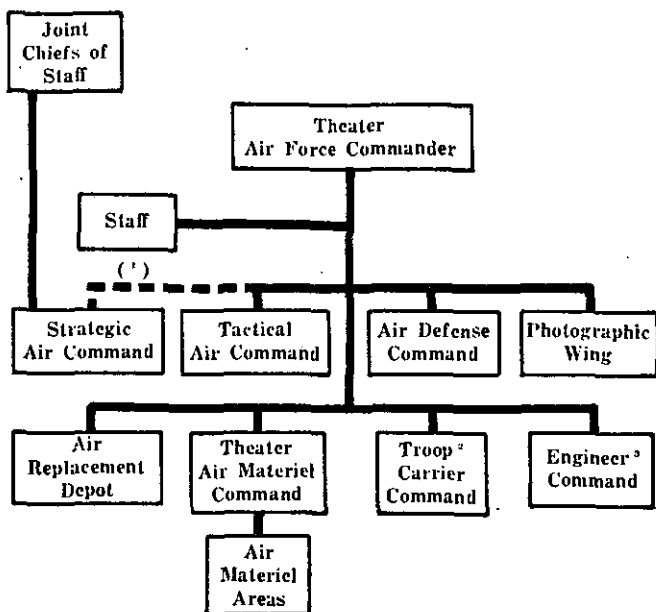 Joint
Chiefs of
Staff
Theater
Air Force Commander
Staff
(¹)
Strategic
Air Command
Tactical
Air Command
Air Defense
Command
Photographic
Wing
Air
Replacement
Depot
Theater
Air Materiel
Command
Troop ²
Carrier
Command
Engineer ³
Command
Air
Materiel
Areas